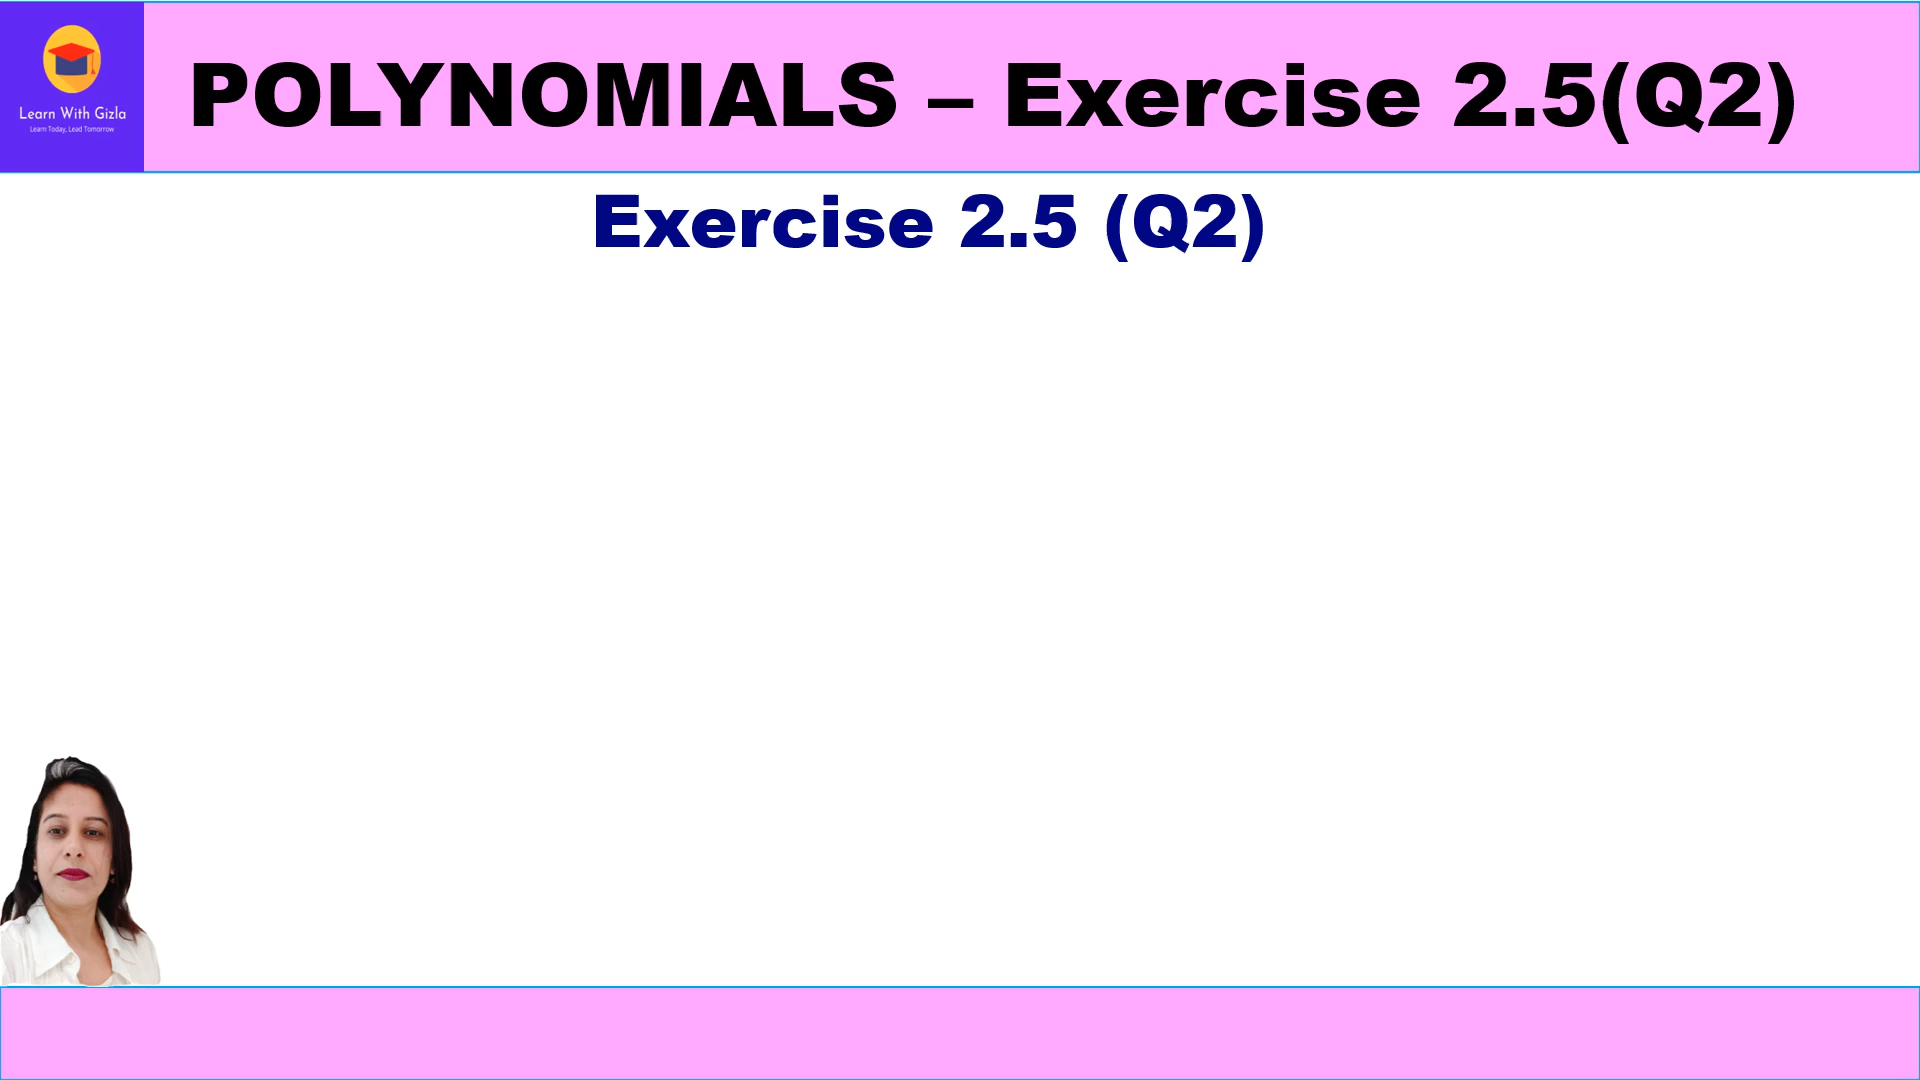 Learn With Gizla
Learn Today, Lead Tomorrow
POLYNOMIALS – Exercise 2.5(Q2)
Exercise 2.5 (Q2)